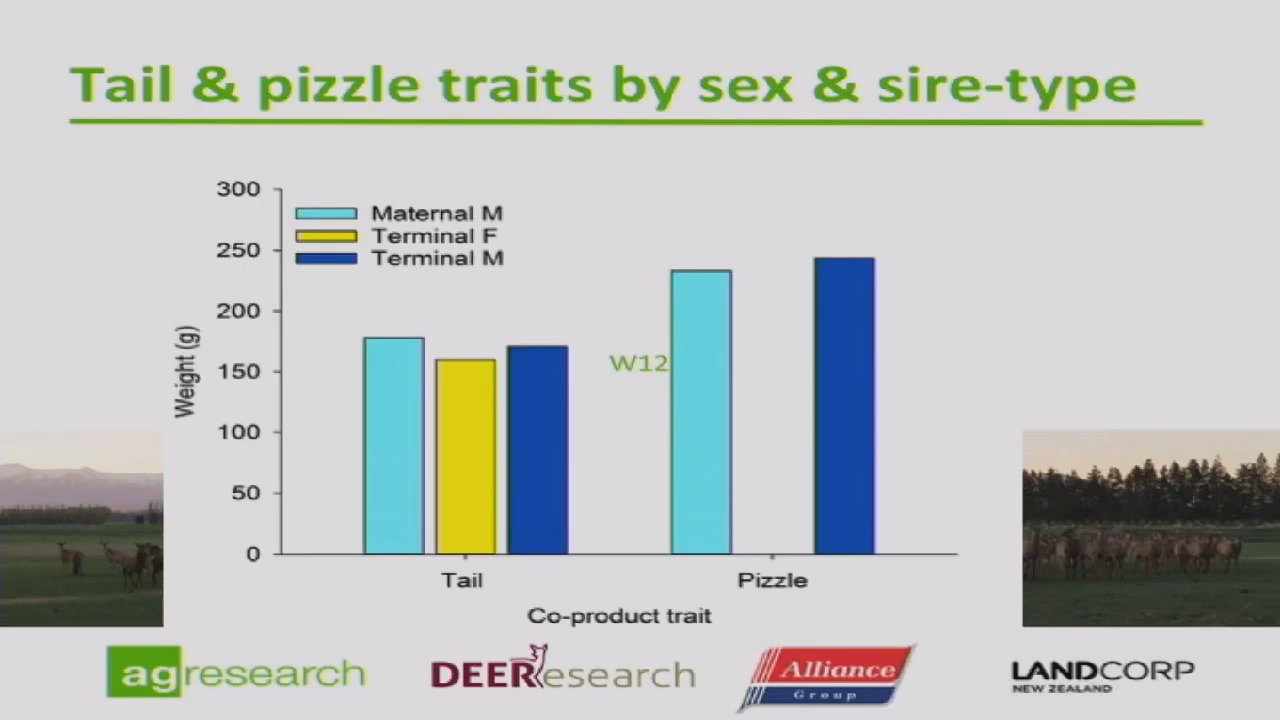 Tail & pizzle traits by sex & sire-type
300
250
200
150
100
50
0
Weight (g)
Maternal M
Terminal F
Terminal M
W12
Tail
Pizzle
Co-product trait
agresearch
DEEResearch
Alliance
Group
LANDCORP
NEW ZEALAND